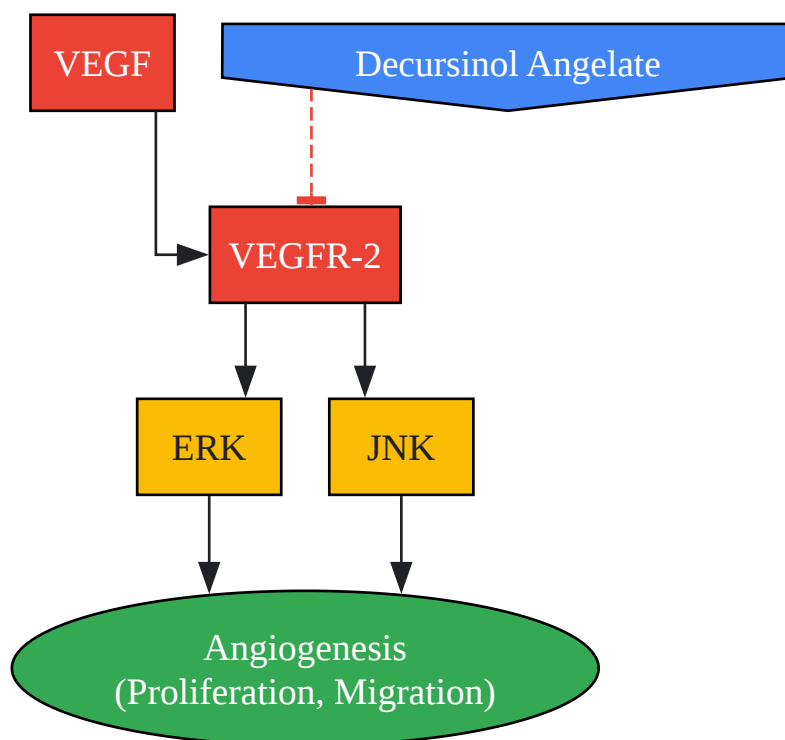 VEGF
Decursinol Angelate
VEGFR-2
ERK
JNK
Angiogenesis
(Proliferation, Migration)